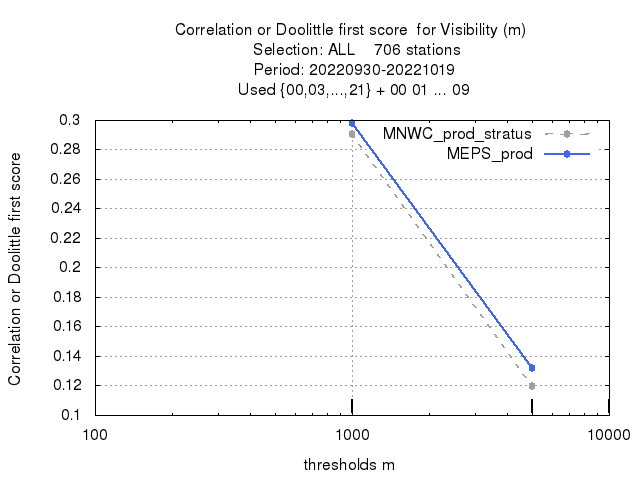 Correlation or Doolittle first score  for Visibility (m)
Selection: ALL    706 stations
Period: 20220930-20221019
Used {00,03,...,21} + 00 01 ... 09
MNWC_prod_stratus
MEPS_prod
Correlation or Doolittle first score
0.3
0.28
0.26
0.24
0.22
0.2
0.18
0.16
0.14
0.12
0.1
100
1000
10000
thresholds m